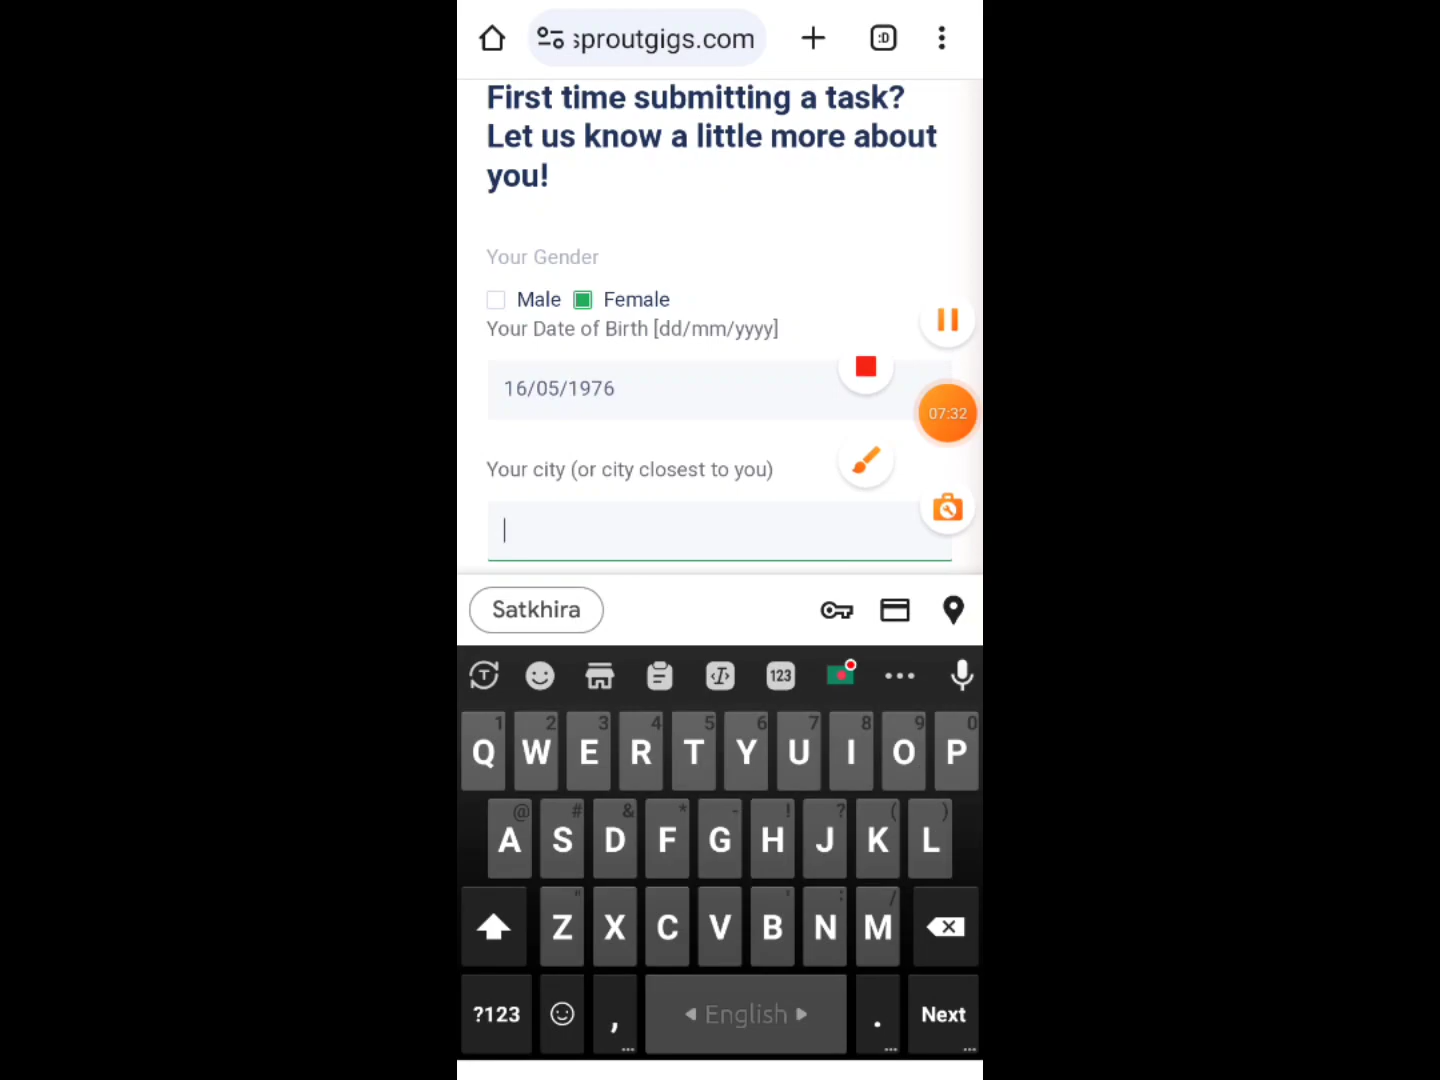 :D
sproutgigs.com
First time submitting a task?
Let us know a little more about
you!
Your Gender
Male Female
Your Date of Birth [dd/mm/yyyy]
16/05/1976
07:32
Your city (or city closest to you)
Satkhira
T 123
1 2 3 4 5 6 7 8 9 0
Q W E R T Y U I O P
@ # & * - ! ? ( )
A S D F G H J K L
" ' : /
Z X C V B N M
?123 , English . Next